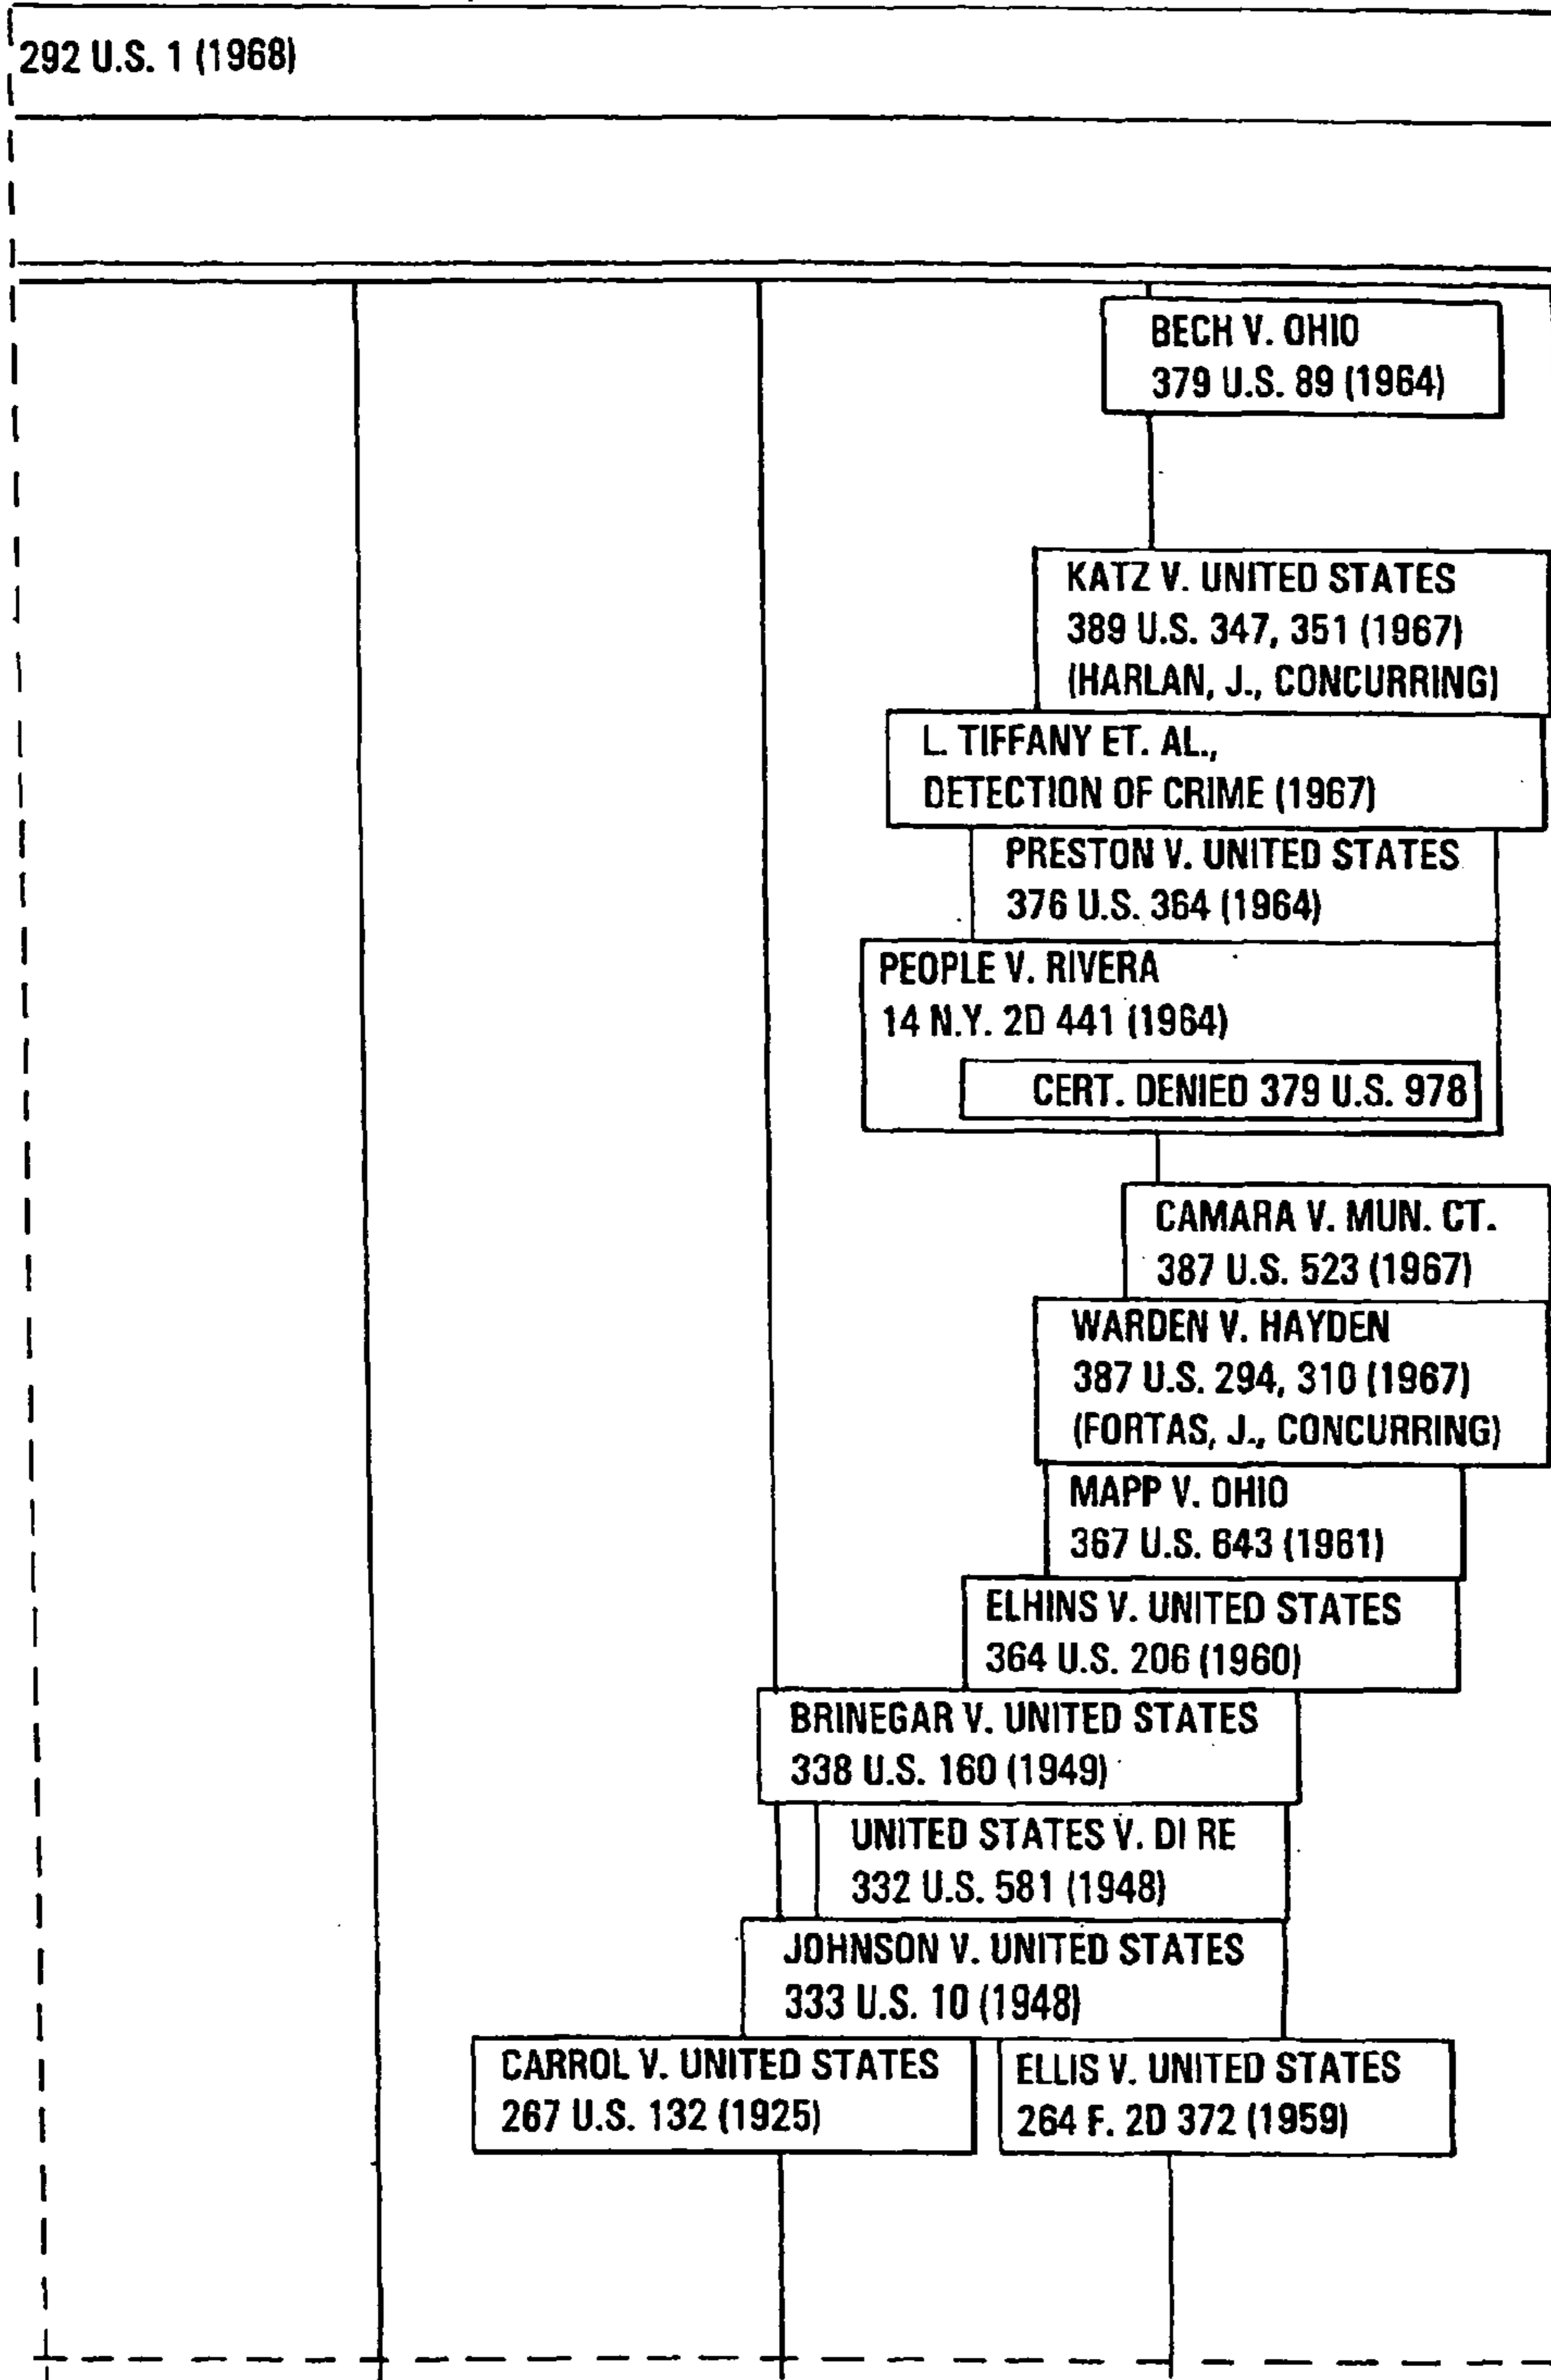 292 U.S. 1 (1968)
BECH V. OHIO
379 U.S. 89 (1964)
KATZ V. UNITED STATES
389 U.S. 347, 351 (1967)
(HARLAN, J., CONCURRING)
L. TIFFANY ET. AL.,
DETECTION OF CRIME (1967)
PRESTON V. UNITED STATES
376 U.S. 364 (1964)
PEOPLE V. RIVERA
14 N.Y. 2D 441 (1964)
CERT. DENIED 379 U.S. 978
CAMARA V. MUN. CT.
387 U.S. 523 (1967)
WARDEN V. HAYDEN
387 U.S. 294, 310 (1967)
(FORTAS, J., CONCURRING)
MAPP V. OHIO
367 U.S. 643 (1961)
ELHINS V. UNITED STATES
364 U.S. 206 (1960)
BRINEGAR V. UNITED STATES
338 U.S. 160 (1949)
UNITED STATES V. DI RE
332 U.S. 581 (1948)
JOHNSON V. UNITED STATES
333 U.S. 10 (1948)
CARROL V. UNITED STATES
267 U.S. 132 (1925)
ELLIS V. UNITED STATES
264 F. 2D 372 (1959)